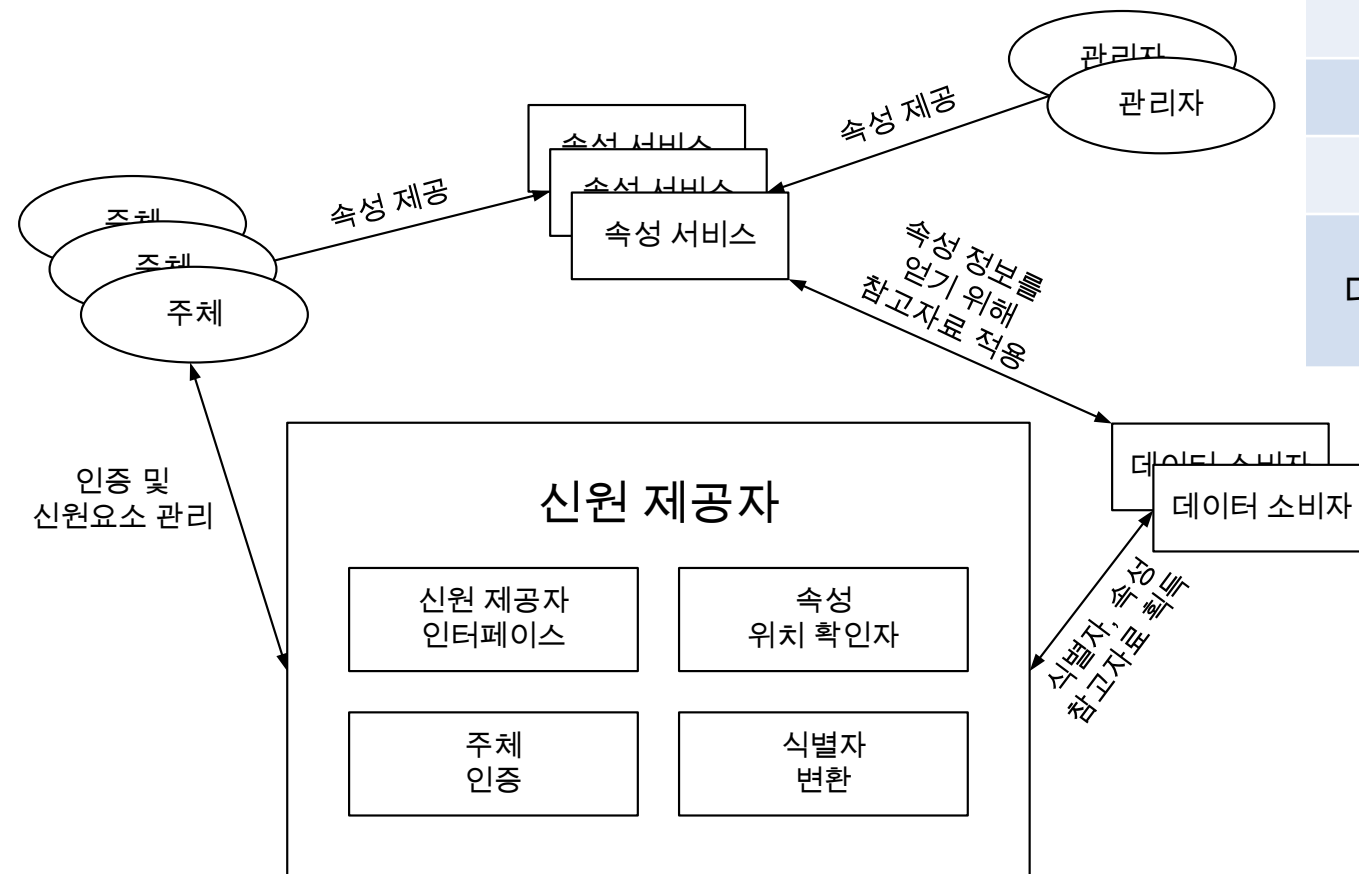 관리자
관리자
속성 제공
속성 서비스
속성 서비스
속성 서비스
속성 제공
주체
주체
주체
속성 정보를
얻기 위해
참고자료 적용
인증 및
신원요소 관리
신원 제공자
신원 제공자
인터페이스
속성
위치 확인자
주체
인증
식별자
변환
데이터 소비자
데이터 소비자
식별자, 속성
참고자료 획득